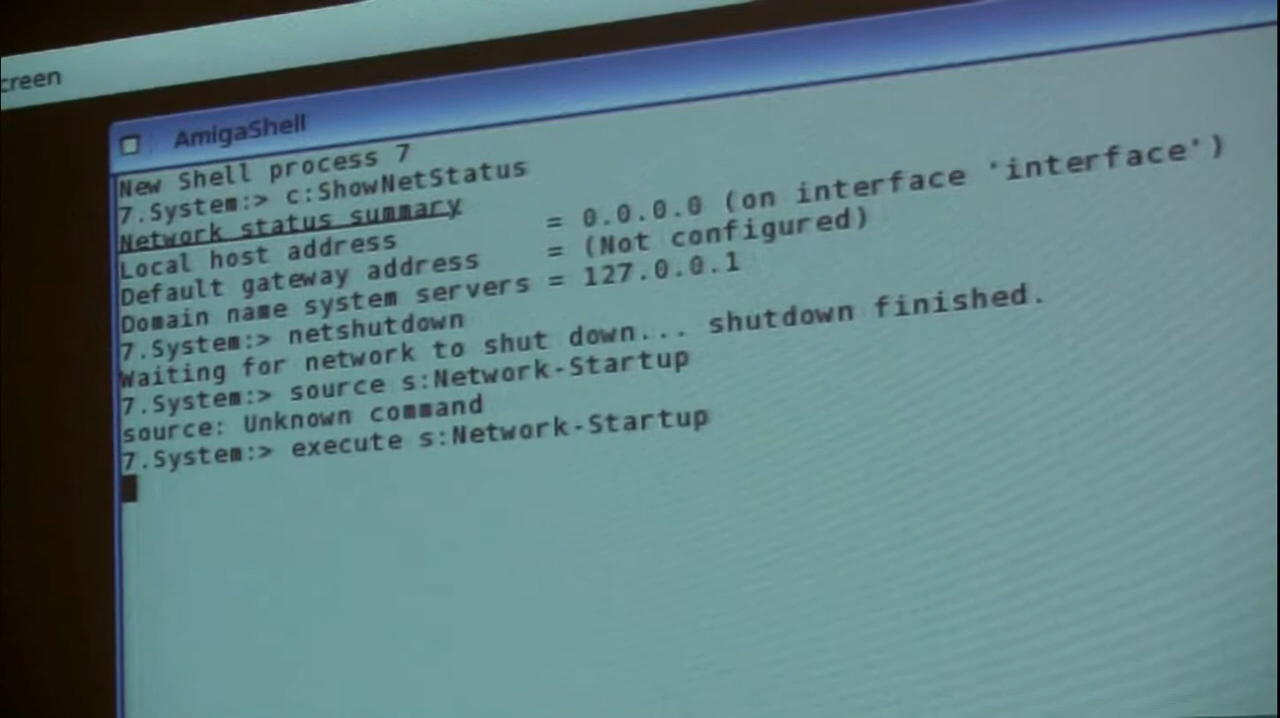 creen
AmigaShell
New Shell process 7
7.System:> c:ShowNetStatus
Network status summary
Local host address = 0.0.0.0 (on interface 'interface')
Default gateway address = (Not configured)
Domain name system servers = 127.0.0.1
7.System:> netshutdown
Waiting for network to shut down... shutdown finished.
7.System:> source s:Network-Startup
source: Unknown command
7.System:> execute s:Network-Startup